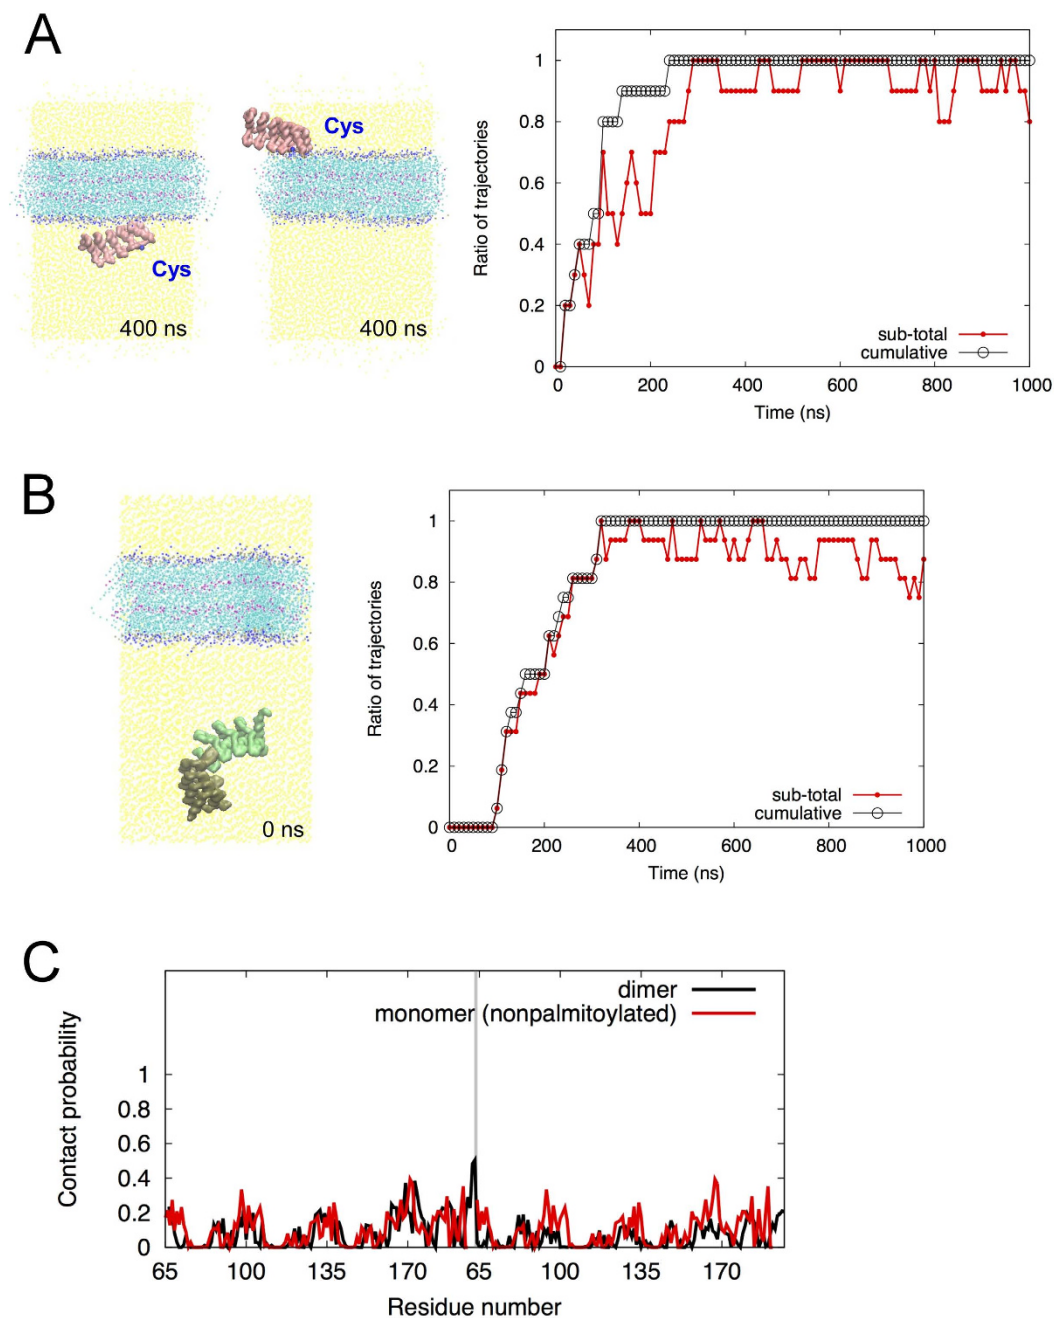 A
Cys
Cys
400 ns
400 ns
Ratio of trajectories
1
0.8
0.6
0.4
0.2
0
sub-total
cumulative
0 200 400 600 800 1000
Time (ns)
B
0 ns
Ratio of trajectories
1
0.8
0.6
0.4
0.2
0
sub-total
cumulative
0 200 400 600 800 1000
Time (ns)
C
Contact probability
dimer
monomer (nonpalmitoylated)
1
0.8
0.6
0.4
0.2
0
65 100 135 170 65 100 135 170
Residue number